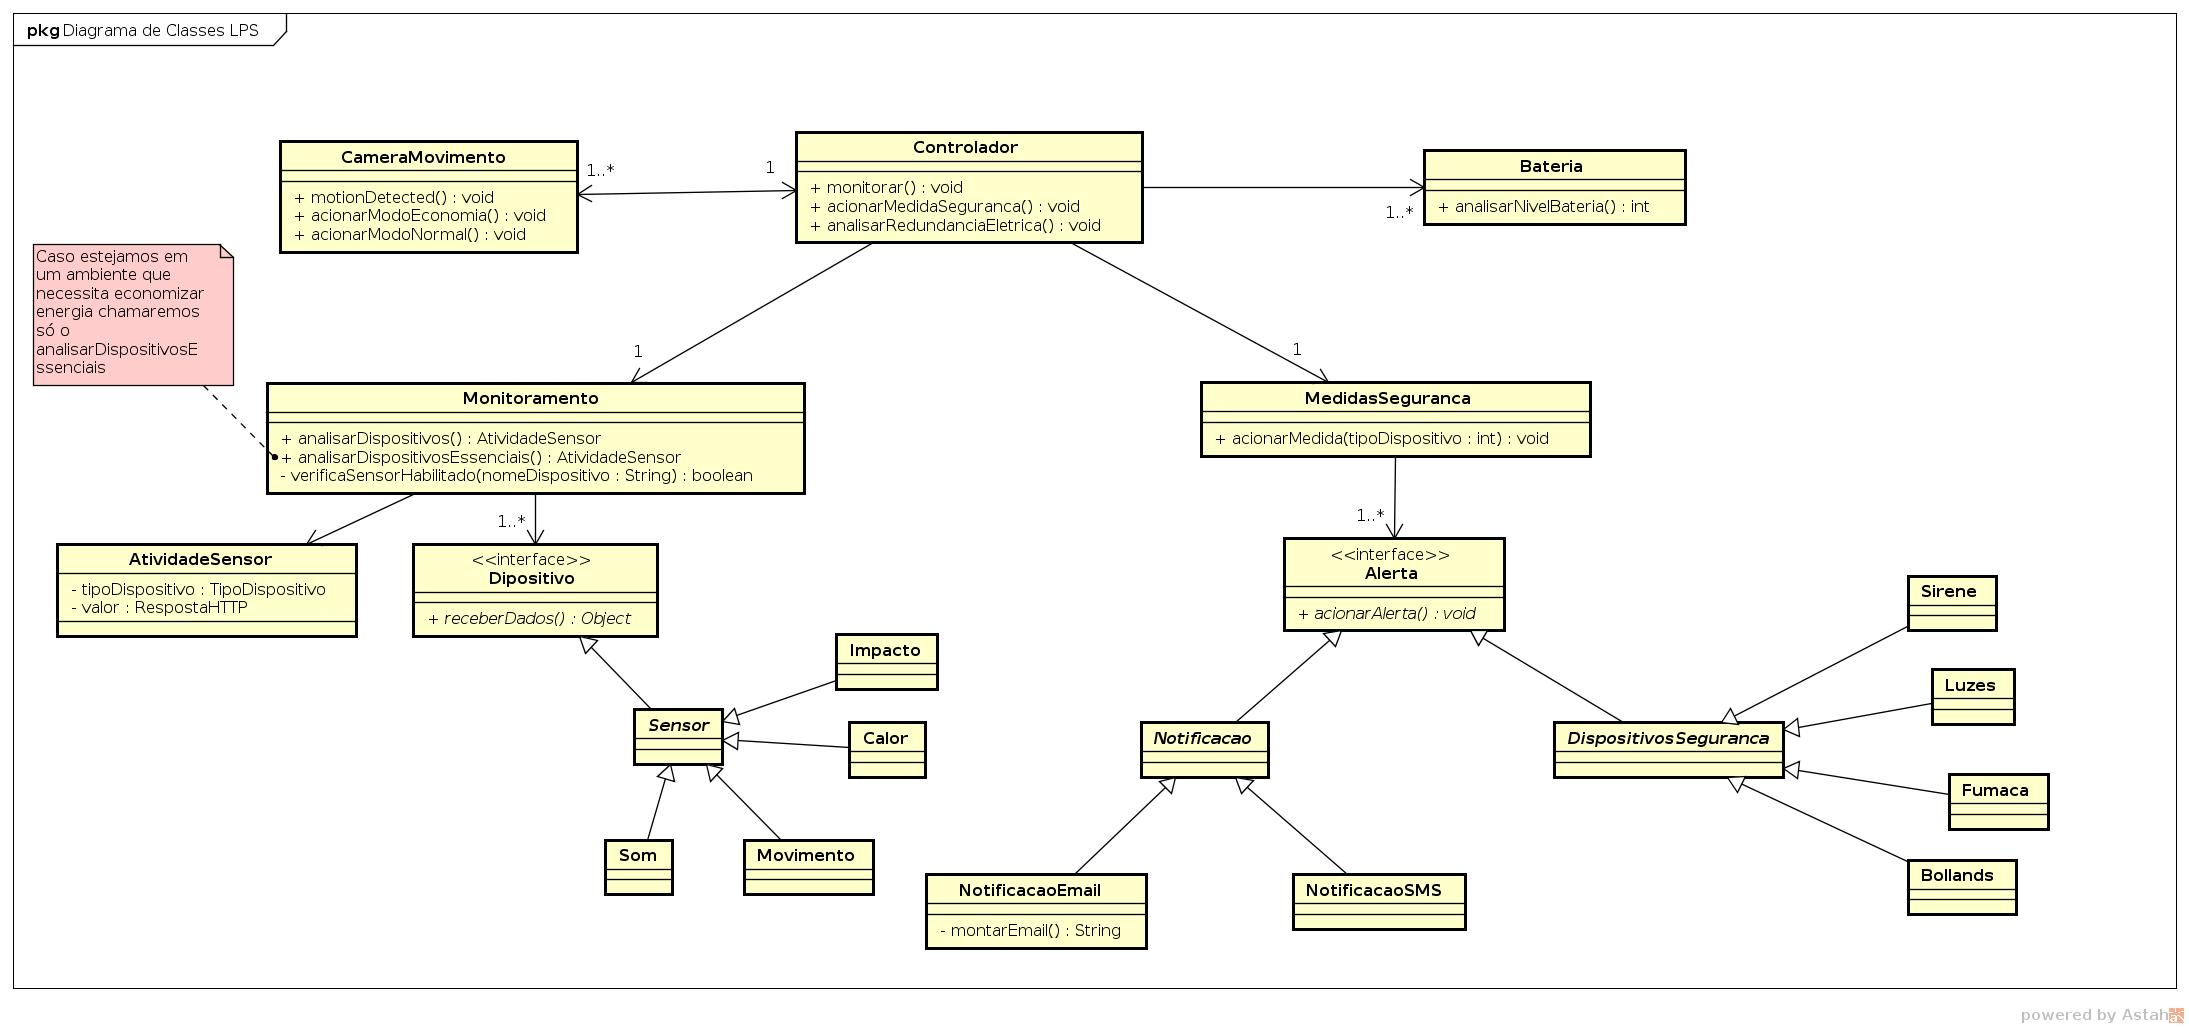 pkg Diagrama de Classes LPS
CameraMovimento
+ motionDetected() : void
+ acionarModoEconomia() : void
+ acionarModoNormal() : void
1..*
1
Controlador
+ monitorar() : void
+ acionarMedidaSeguranca() : void
+ analisarRedundanciaEletrica() : void
Bateria
+ analisarNivelBateria() : int
1..*
Caso estejamos em
um ambiente que
necessita economizar
energia chamaremos
só o
analisarDispositivosE
ssenciais
1
1
Monitoramento
+ analisarDispositivos() : AtividadeSensor
+ analisarDispositivosEssenciais() : AtividadeSensor
- verificaSensorHabilitado(nomeDispositivo : String) : boolean
MedidasSeguranca
+ acionarMedida(tipoDispositivo : int) : void
1..*
1..*
AtividadeSensor
- tipoDispositivo : TipoDispositivo
- valor : RespostaHTTP
<<interface>>
Dipositivo
+ receberDados() : Object
<<interface>>
Alerta
+ acionarAlerta() : void
Sirene
Impacto
Luzes
Sensor
Calor
Notificacao
DispositivosSeguranca
Fumaca
Som
Movimento
Bollands
NotificacaoEmail
- montarEmail() : String
NotificacaoSMS
powered by Astah